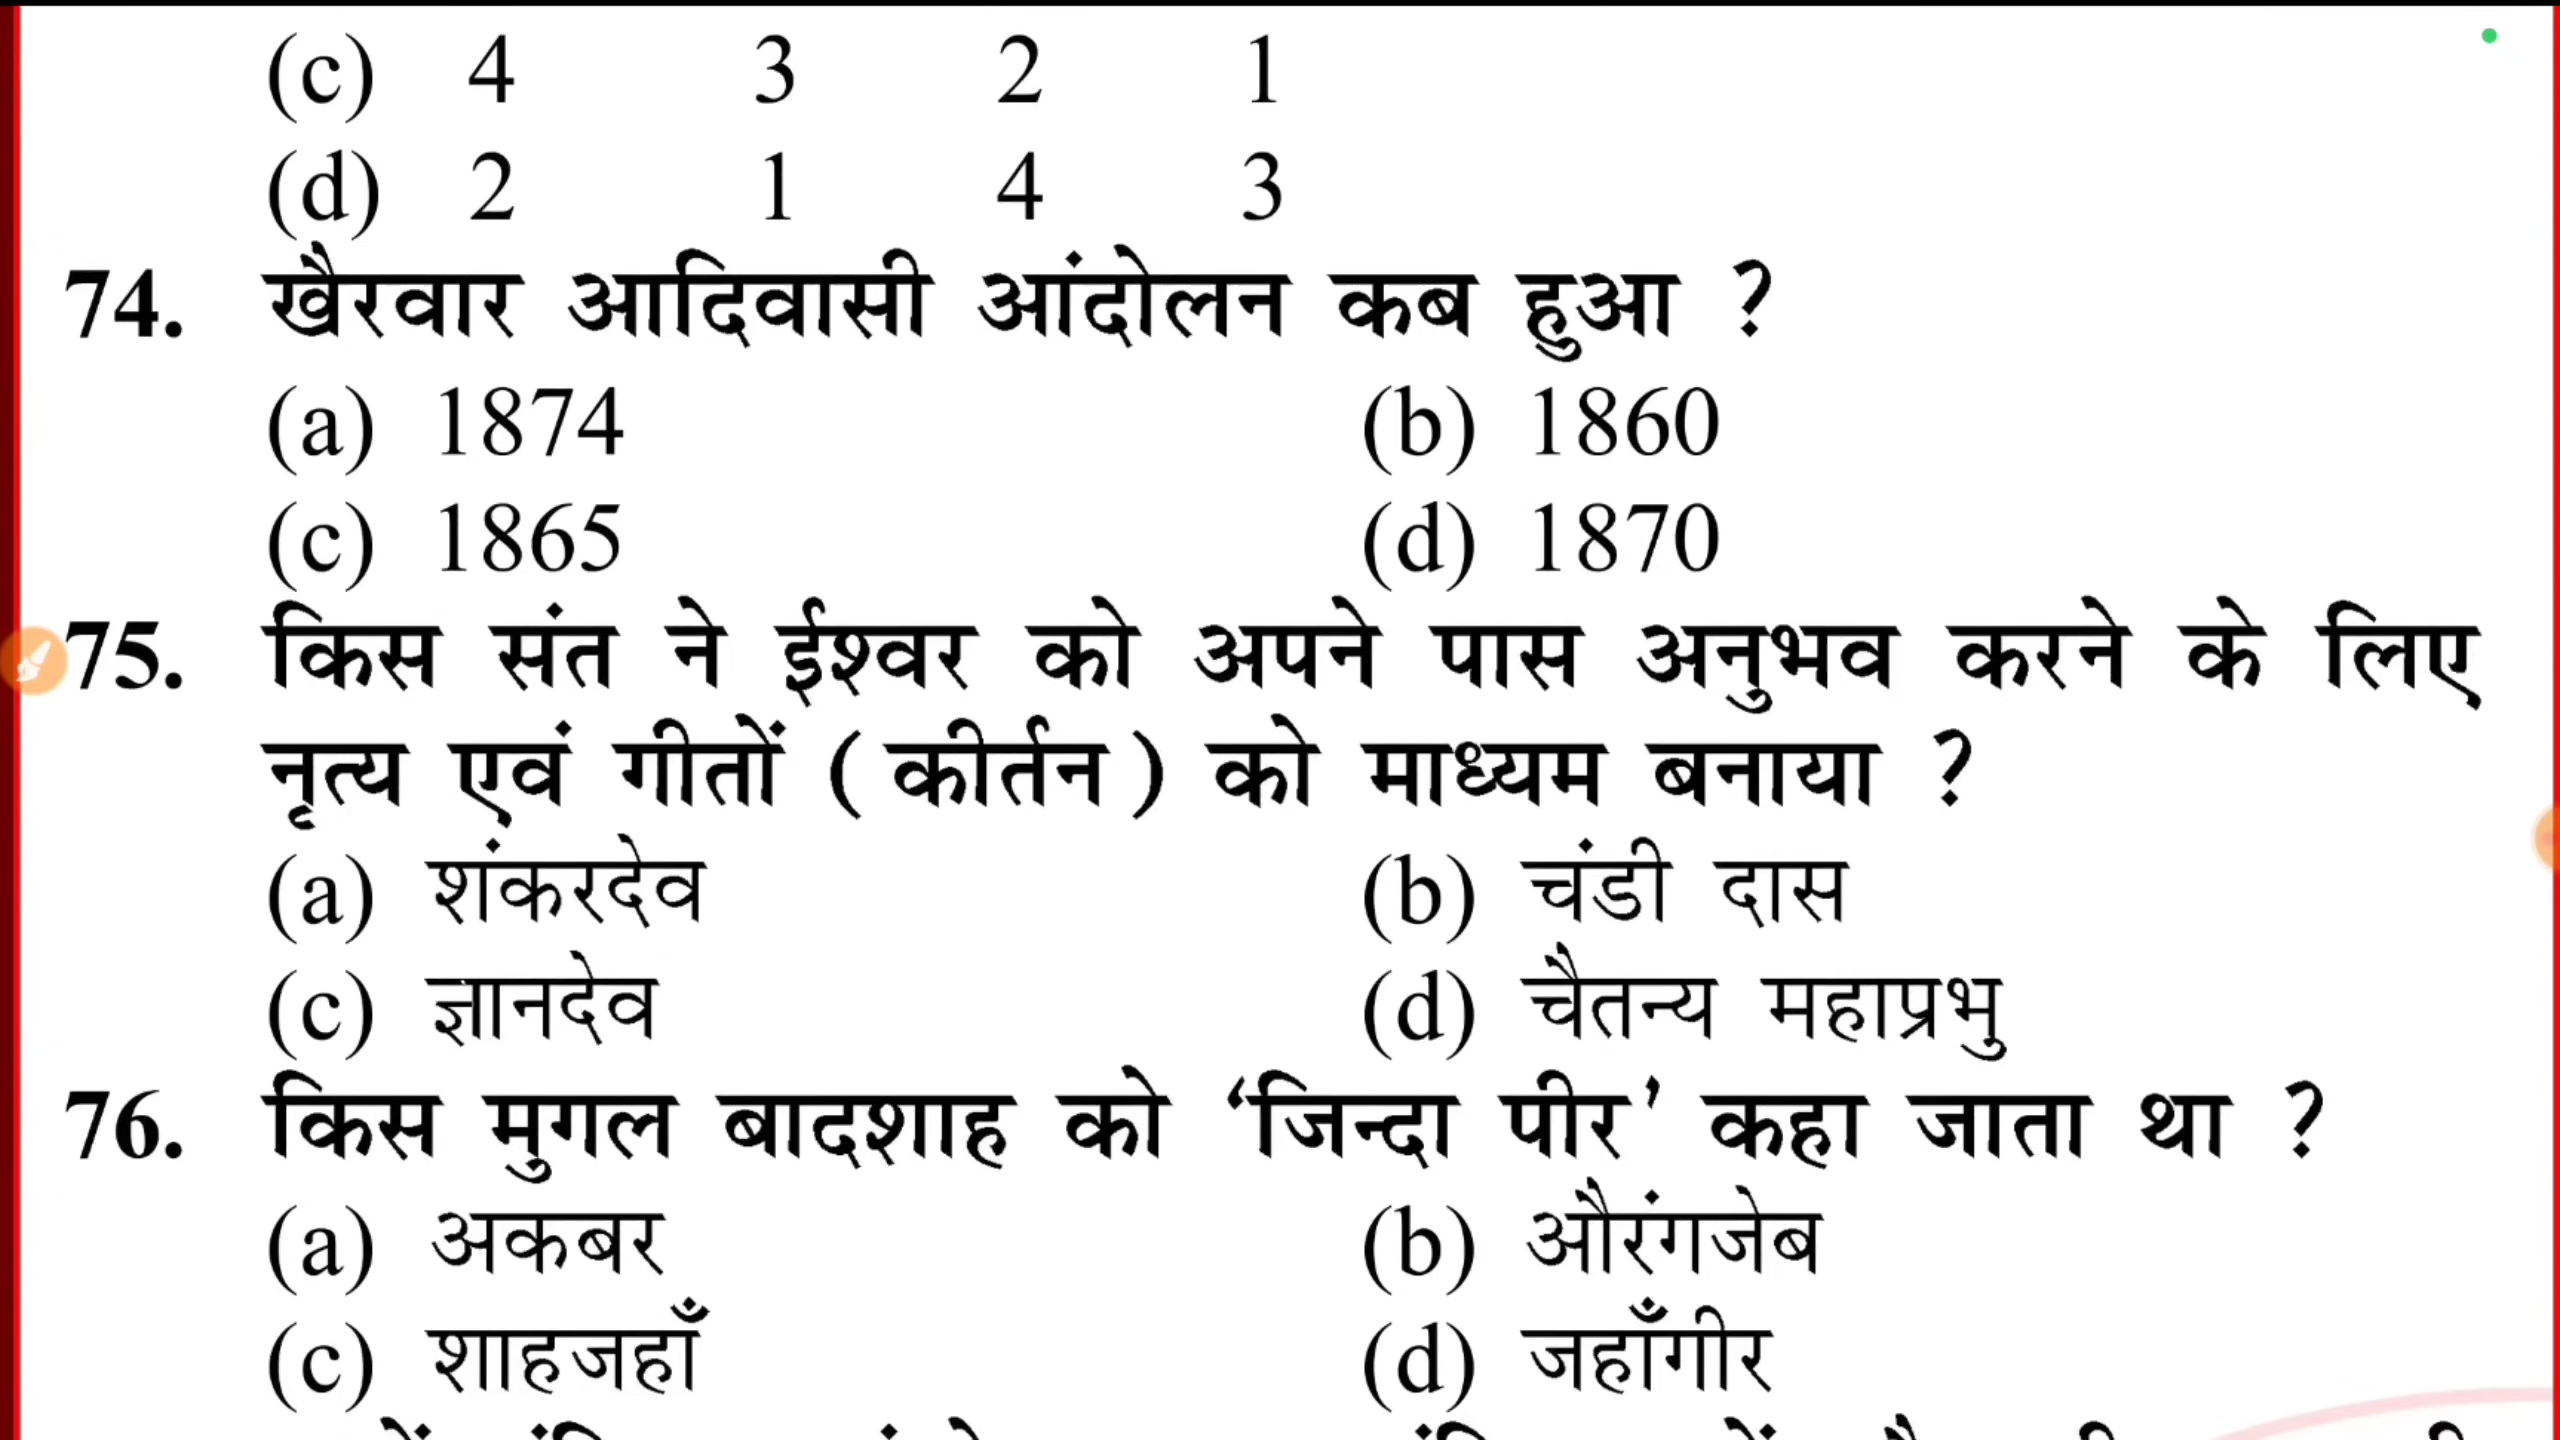 (c) 4 3 2 1
(d) 2 1 4 3
74. खैरवार आदिवासी आंदोलन कब हुआ ?
(a) 1874 (b) 1860
(c) 1865 (d) 1870
75. किस संत ने ईश्वर को अपने पास अनुभव करने के लिए
नृत्य एवं गीतों (कीर्तन) को माध्यम बनाया ?
(a) शंकरदेव (b) चंडी दास
(c) ज्ञानदेव (d) चैतन्य महाप्रभु
76. किस मुगल बादशाह को ‘जिन्दा पीर’ कहा जाता था ?
(a) अकबर (b) औरंगजेब
(c) शाहजहाँ (d) जहाँगीर